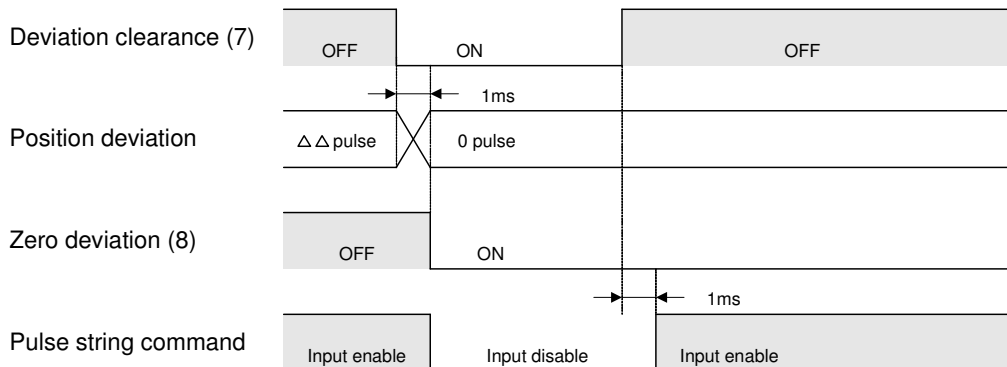 Deviation clearance (7)
OFF
ON
OFF
1ms
Position deviation
△△ pulse
0 pulse
Zero deviation (8)
OFF
ON
1ms
Pulse string command
Input enable
Input disable
Input enable